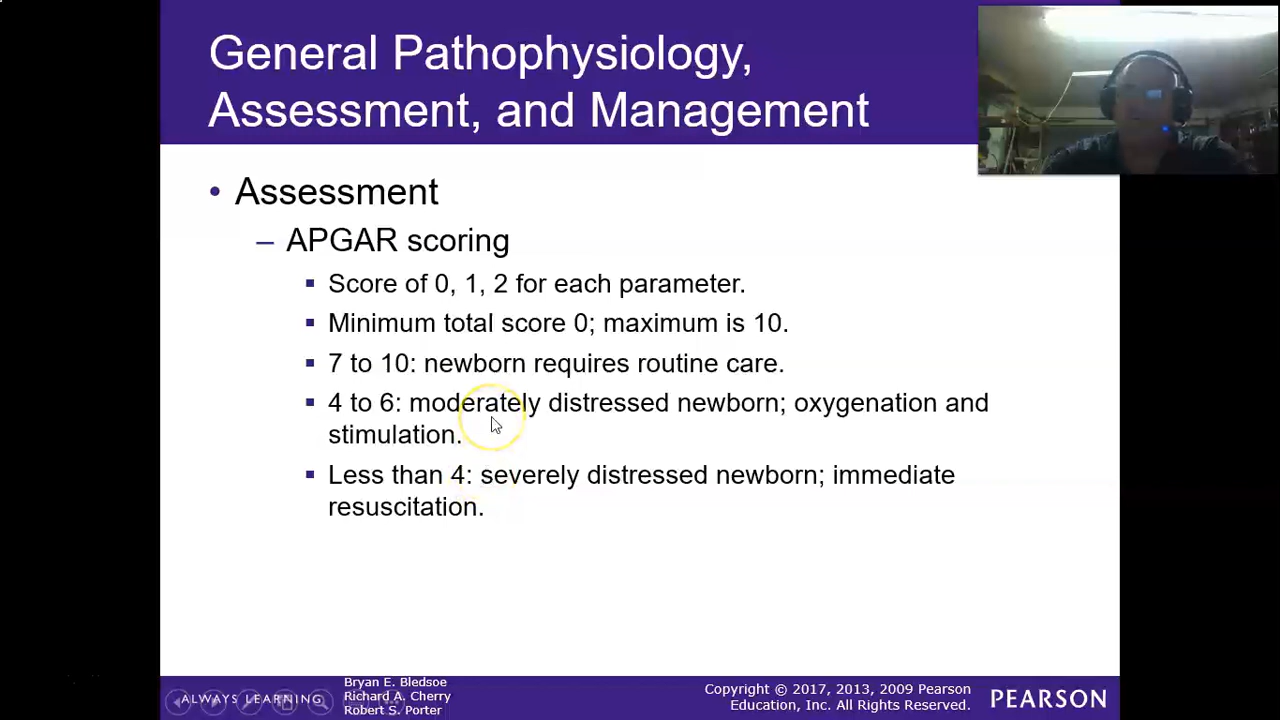 General Pathophysiology,
Assessment, and Management
• Assessment
– APGAR scoring
▪ Score of 0, 1, 2 for each parameter.
▪ Minimum total score 0; maximum is 10.
▪ 7 to 10: newborn requires routine care.
▪ 4 to 6: moderately distressed newborn; oxygenation and
stimulation.
▪ Less than 4: severely distressed newborn; immediate
resuscitation.
ALWAYS LEARNING
Bryan E. Bledsoe
Richard A. Cherry
Robert S. Porter
Copyright © 2017, 2013, 2009 Pearson
Education, Inc. All Rights Reserved.
PEARSON